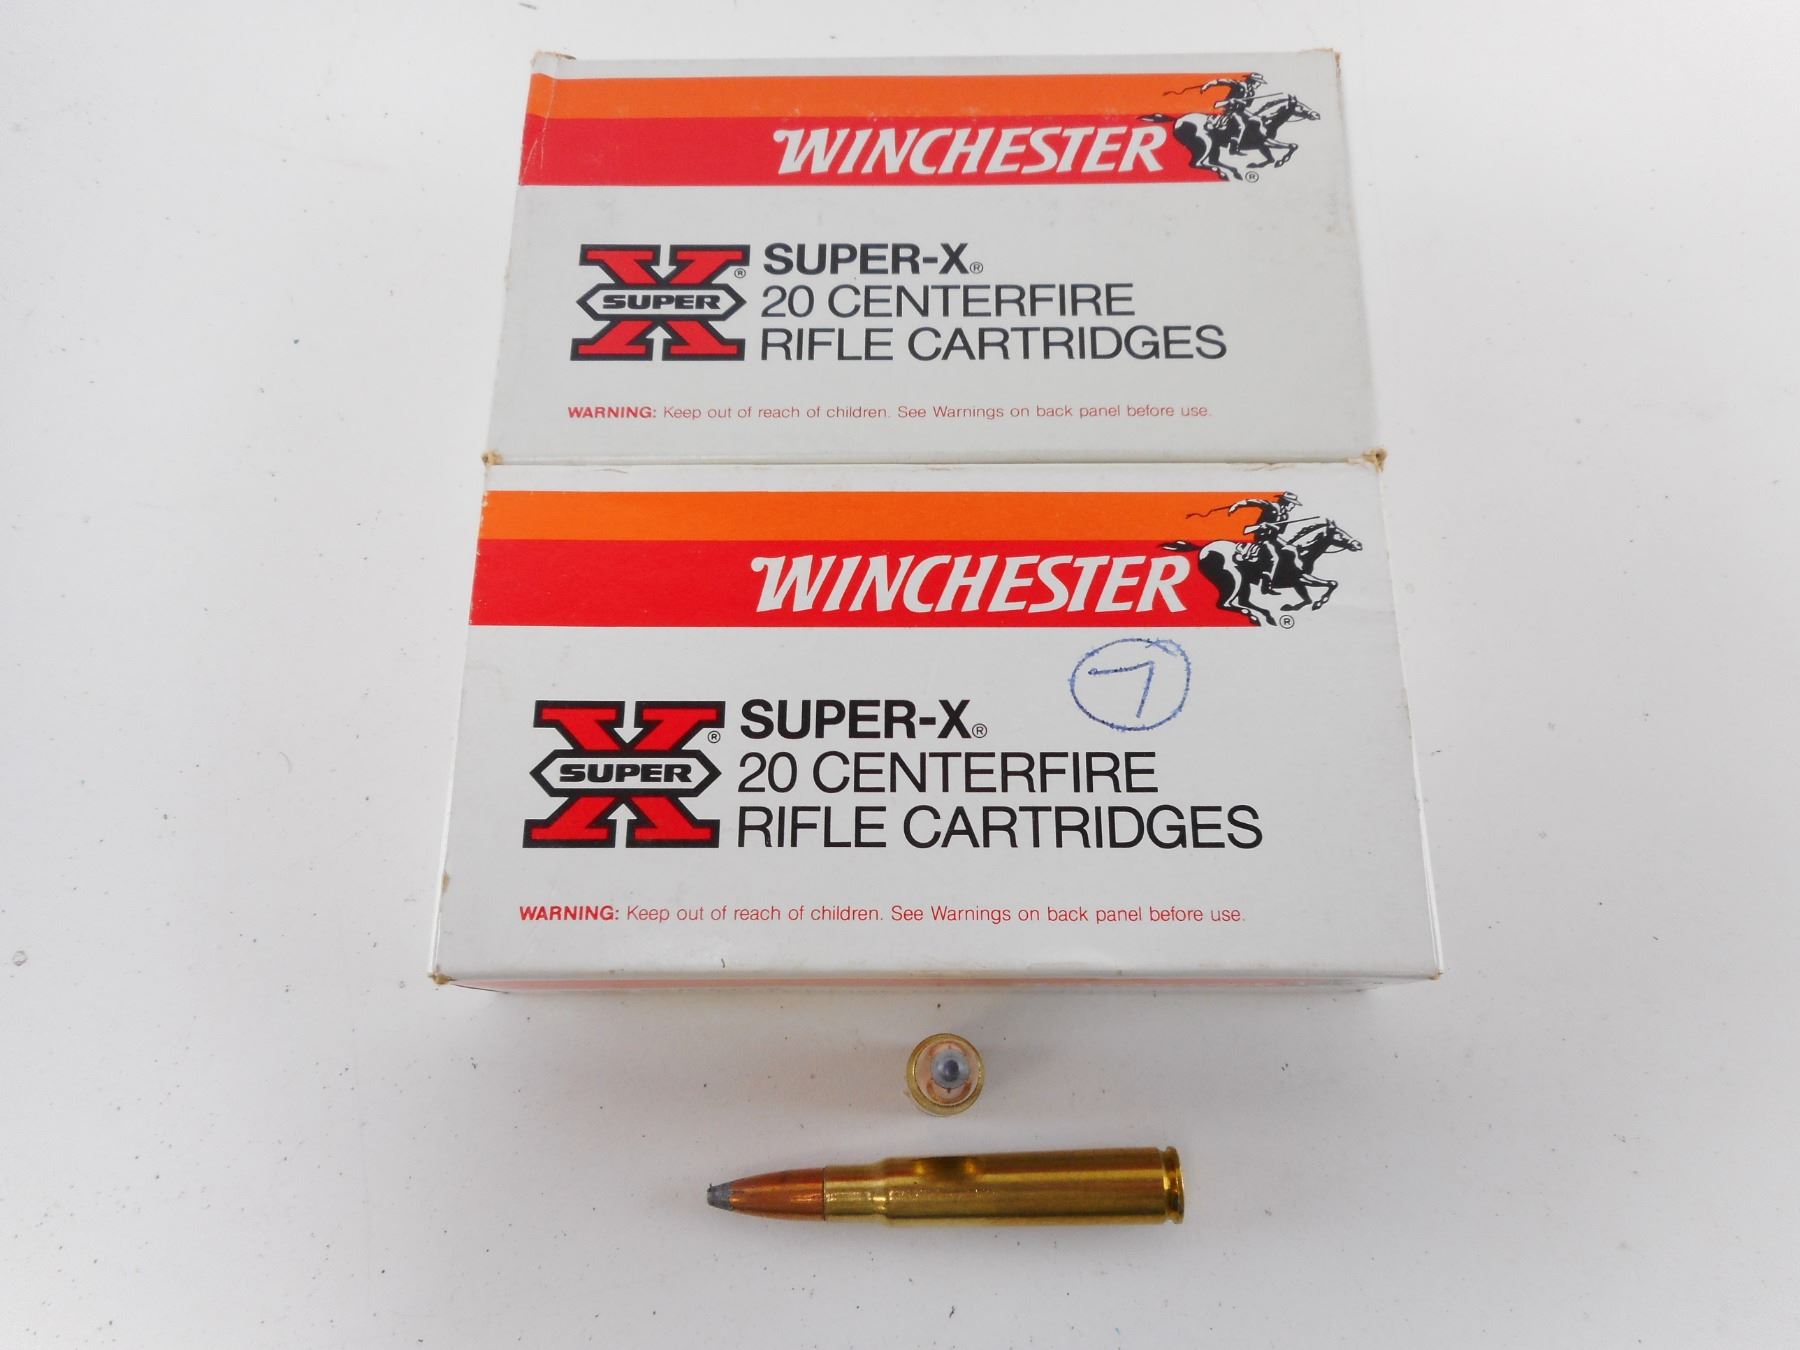 WINCHESTER
®
X SUPER ®
SUPER-X®
20 CENTERFIRE
RIFLE CARTRIDGES
WARNING: Keep out of reach of children. See Warnings on back panel before use.
WINCHESTER
®
7
X SUPER ®
SUPER-X®
20 CENTERFIRE
RIFLE CARTRIDGES
WARNING: Keep out of reach of children. See Warnings on back panel before use.